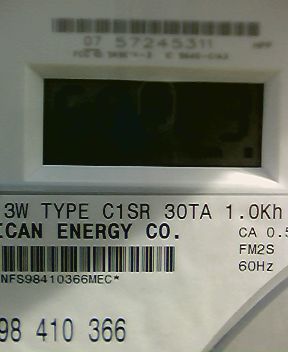 07 57245311
3W TYPE C1SR 30TA 1.0Kh
ICAN ENERGY CO.
CA 0.5
FM2S
60Hz
NFS98410366MEC*
98 410 366